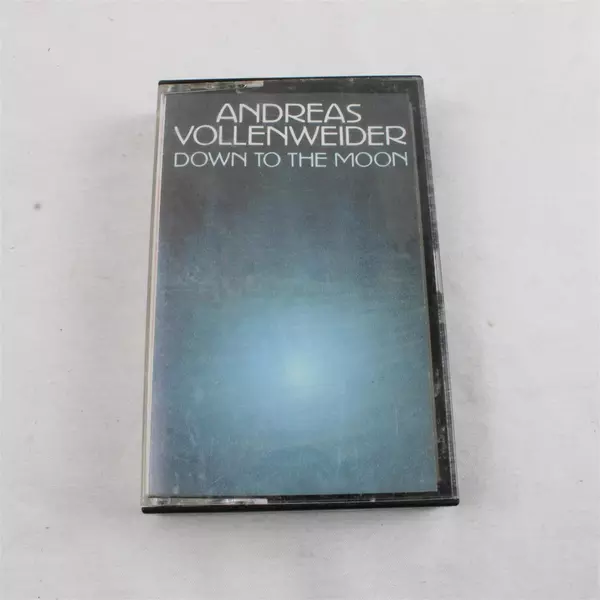 ANDREAS
VOLLENWEIDER
DOWN TO THE MOON